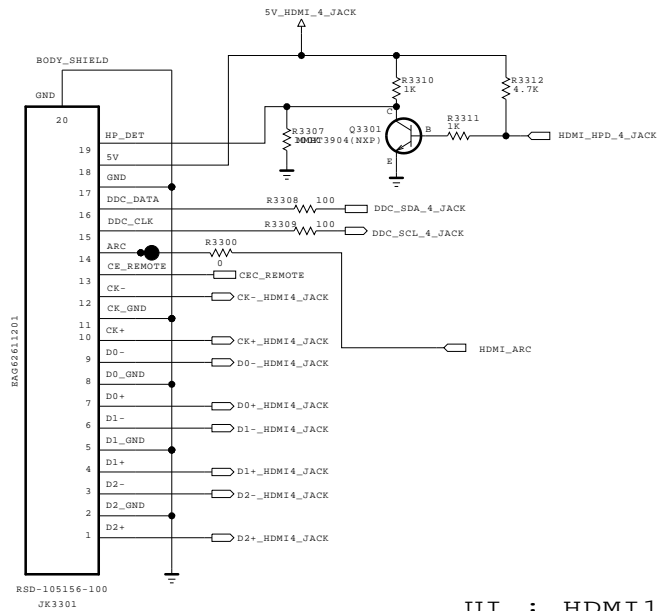 5V_HDMI_4_JACK
BODY_SHIELD
GND
20
R3310
1K
R3312
4.7K
R3307
MMBT3904(NXP)
Q3301
C
B
E
R3311
1K
HDMI_HPD_4_JACK
HP_DET
19
5V
18
GND
17
DDC_DATA
16
R3308 100
DDC_SDA_4_JACK
DDC_CLK
15
R3309 100
DDC_SCL_4_JACK
ARC
14
R3300
0
CE_REMOTE
13
CEC_REMOTE
CK-
12
CK-_HDMI4_JACK
CK_GND
11
CK+
10
CK+_HDMI4_JACK
HDMI_ARC
D0-
9
D0-_HDMI4_JACK
D0_GND
8
D0+
7
D0+_HDMI4_JACK
D1-
6
D1-_HDMI4_JACK
D1_GND
5
D1+
4
D1+_HDMI4_JACK
D2-
3
D2-_HDMI4_JACK
D2_GND
2
D2+
1
D2+_HDMI4_JACK
EAG62611201
RSD-105156-100
JK3301
UI : HDMI1